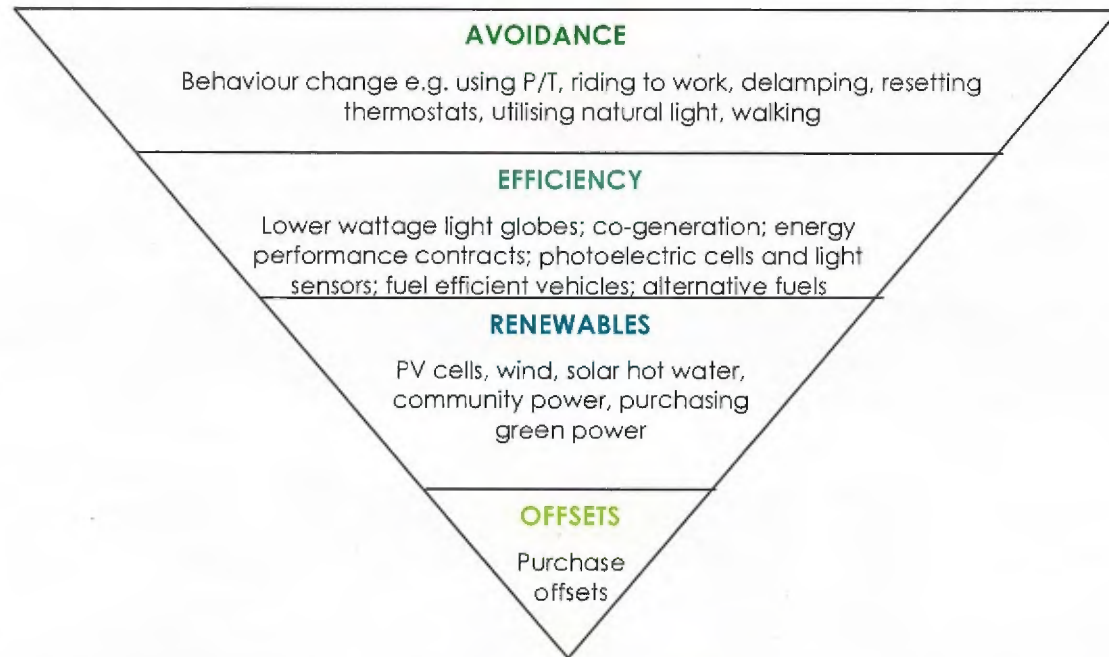 AVOIDANCE
Behaviour change e.g. using P/T, riding to work, delamping, resetting
thermostats, utilising natural light, walking
EFFICIENCY
Lower wattage light globes; co-generation; energy
performance contracts; photoelectric cells and light
sensors; fuel efficient vehicles; alternative fuels
RENEWABLES
PV cells, wind, solar hot water,
community power, purchasing
green power
OFFSETS
Purchase
offsets